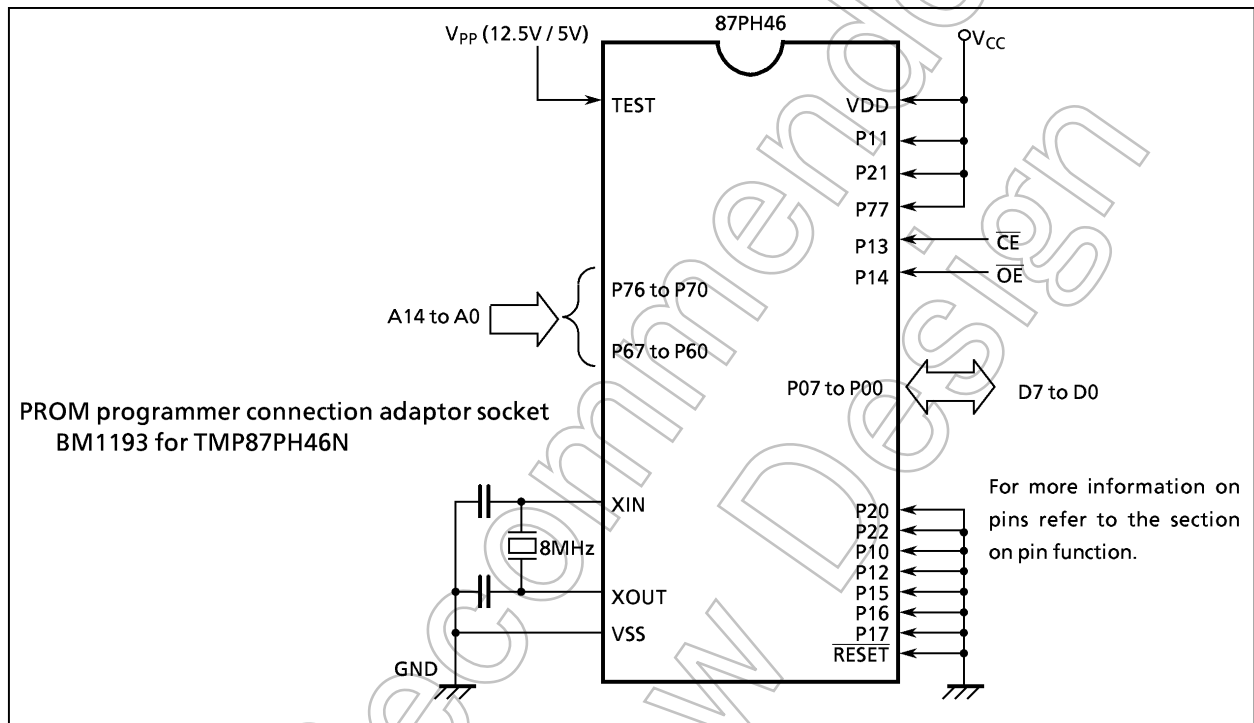 87PH46
VPP (12.5V / 5V)
VCC
TEST
VDD
P11
P21
P77
P13
CE
P14
OE
P76 to P70
A14 to A0
P67 to P60
P07 to P00
D7 to D0
PROM programmer connection adaptor socket
BM1193 for TMP87PH46N
XIN
8MHz
XOUT
VSS
GND
P20
P22
P10
P12
P15
P16
P17
RESET
For more information on
pins refer to the section
on pin function.
ecommende
w Design